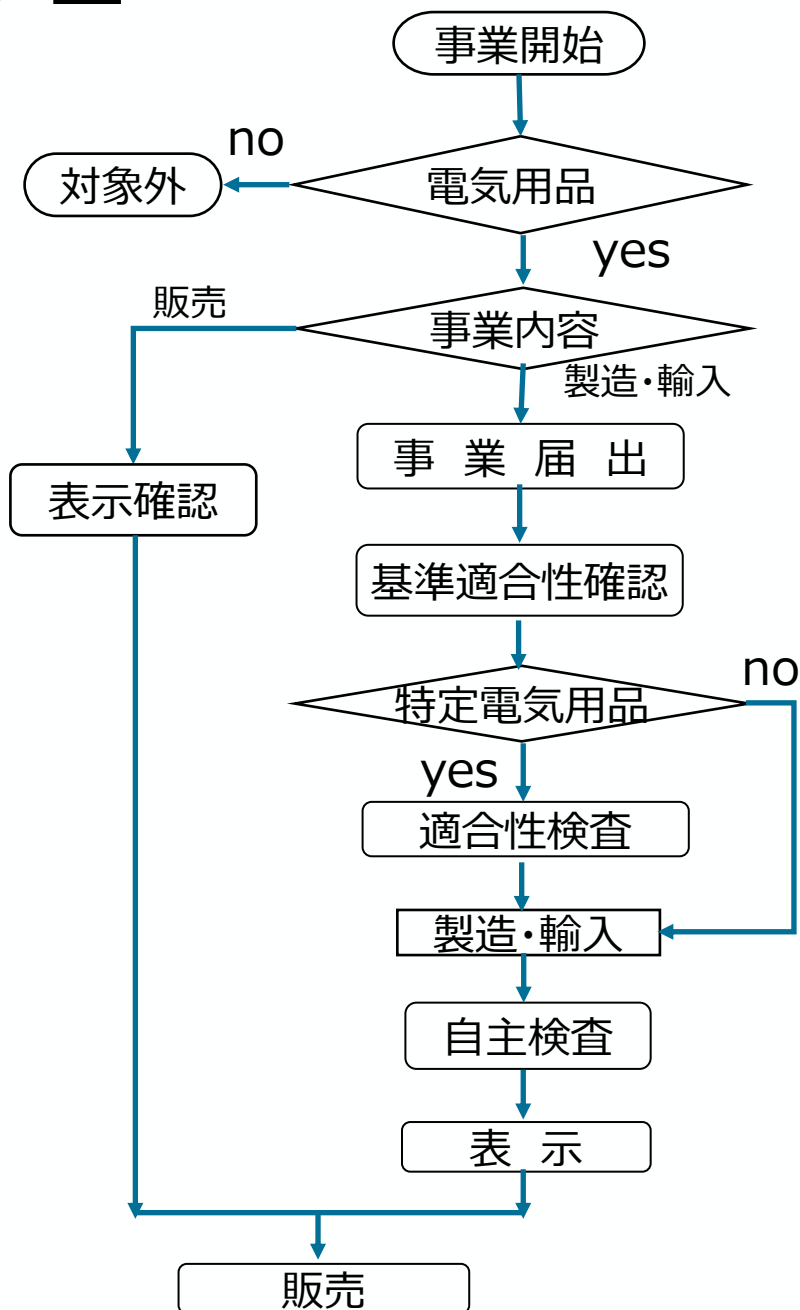 事業開始
no
対象外
電気用品
yes
販売
事業内容
製造・輸入
事 業 届 出
表示確認
基準適合性確認
no
特定電気用品
yes
適合性検査
製造・輸入
自主検査
表 示
販売